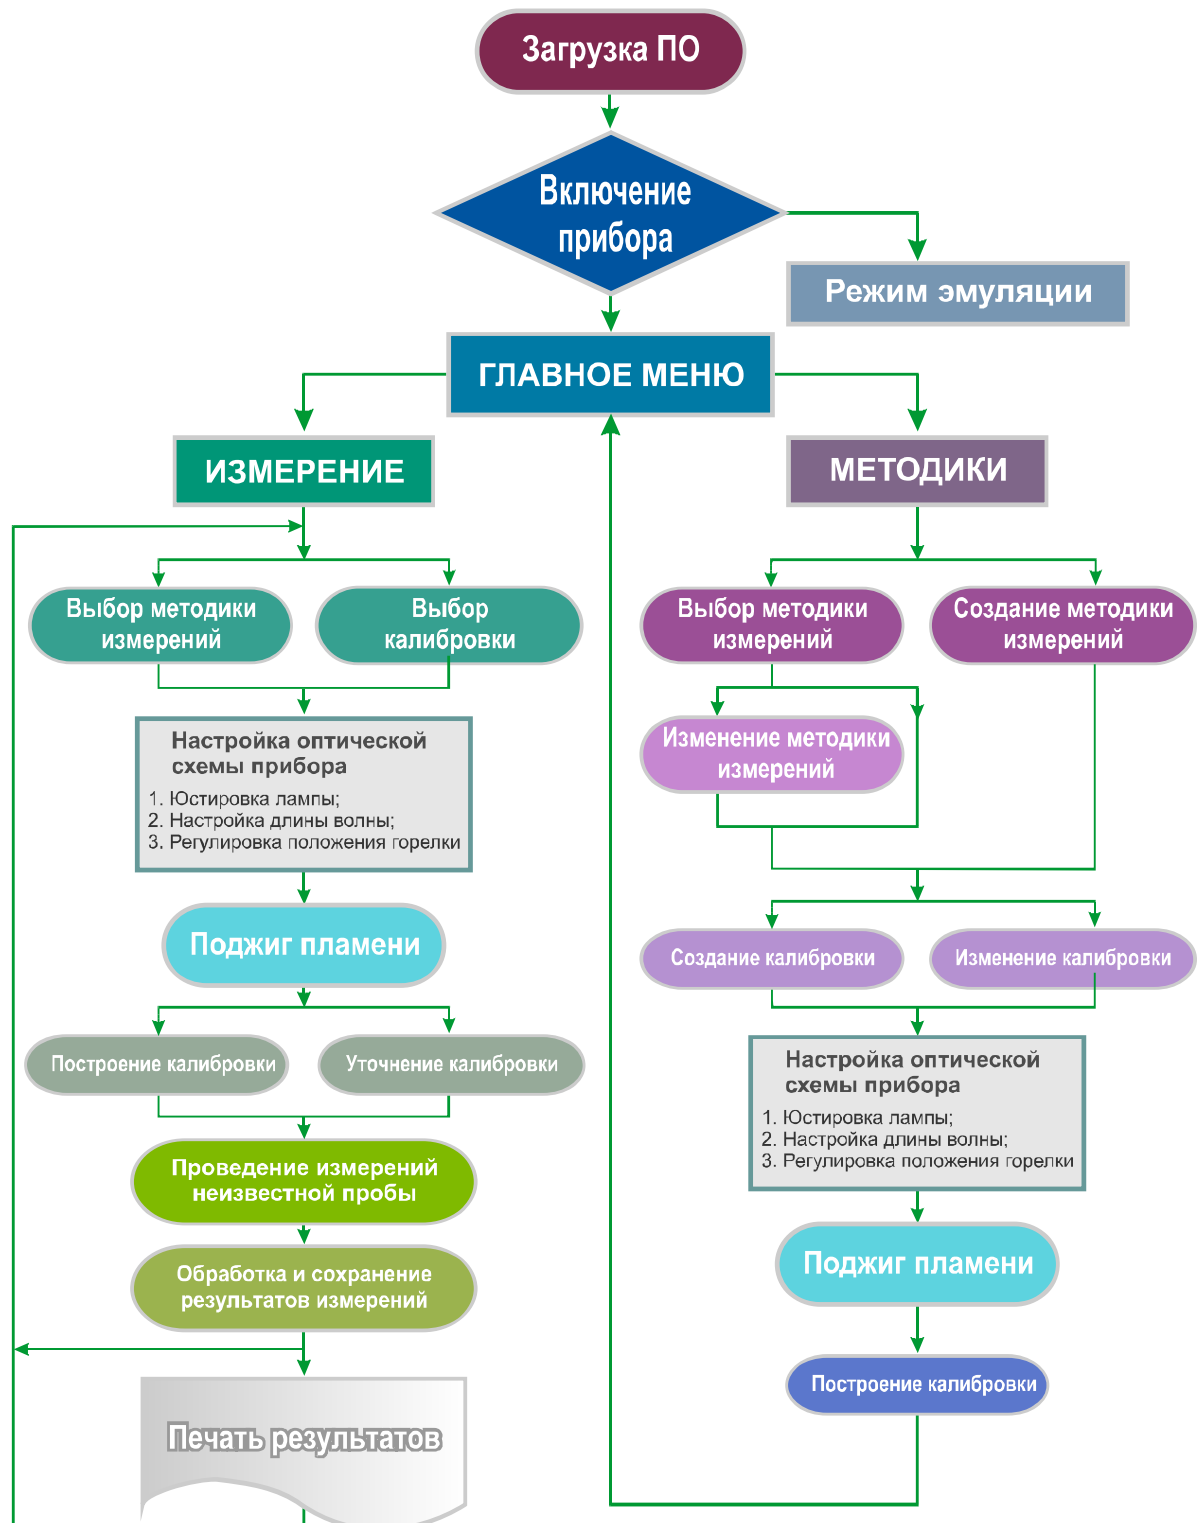 Загрузка ПО
Включение
прибора
Режим эмуляции
ГЛАВНОЕ МЕНЮ
ИЗМЕРЕНИЕ
Выбор методики
измерений
Выбор
калибровки
Настройка оптической
схемы прибора
1. Юстировка лампы;
2. Настройка длины волны;
3. Регулировка положения горелки
Поджиг пламени
Построение калибровки
Уточнение калибровки
Проведение измерений
неизвестной пробы
Обработка и сохранение
результатов измерений
Печать результатов
МЕТОДИКИ
Выбор методики
измерений
Создание методики
измерений
Изменение методики
измерений
Создание калибровки
Изменение калибровки
Настройка оптической
схемы прибора
1. Юстировка лампы;
2. Настройка длины волны;
3. Регулировка положения горелки
Поджиг пламени
Построение калибровки